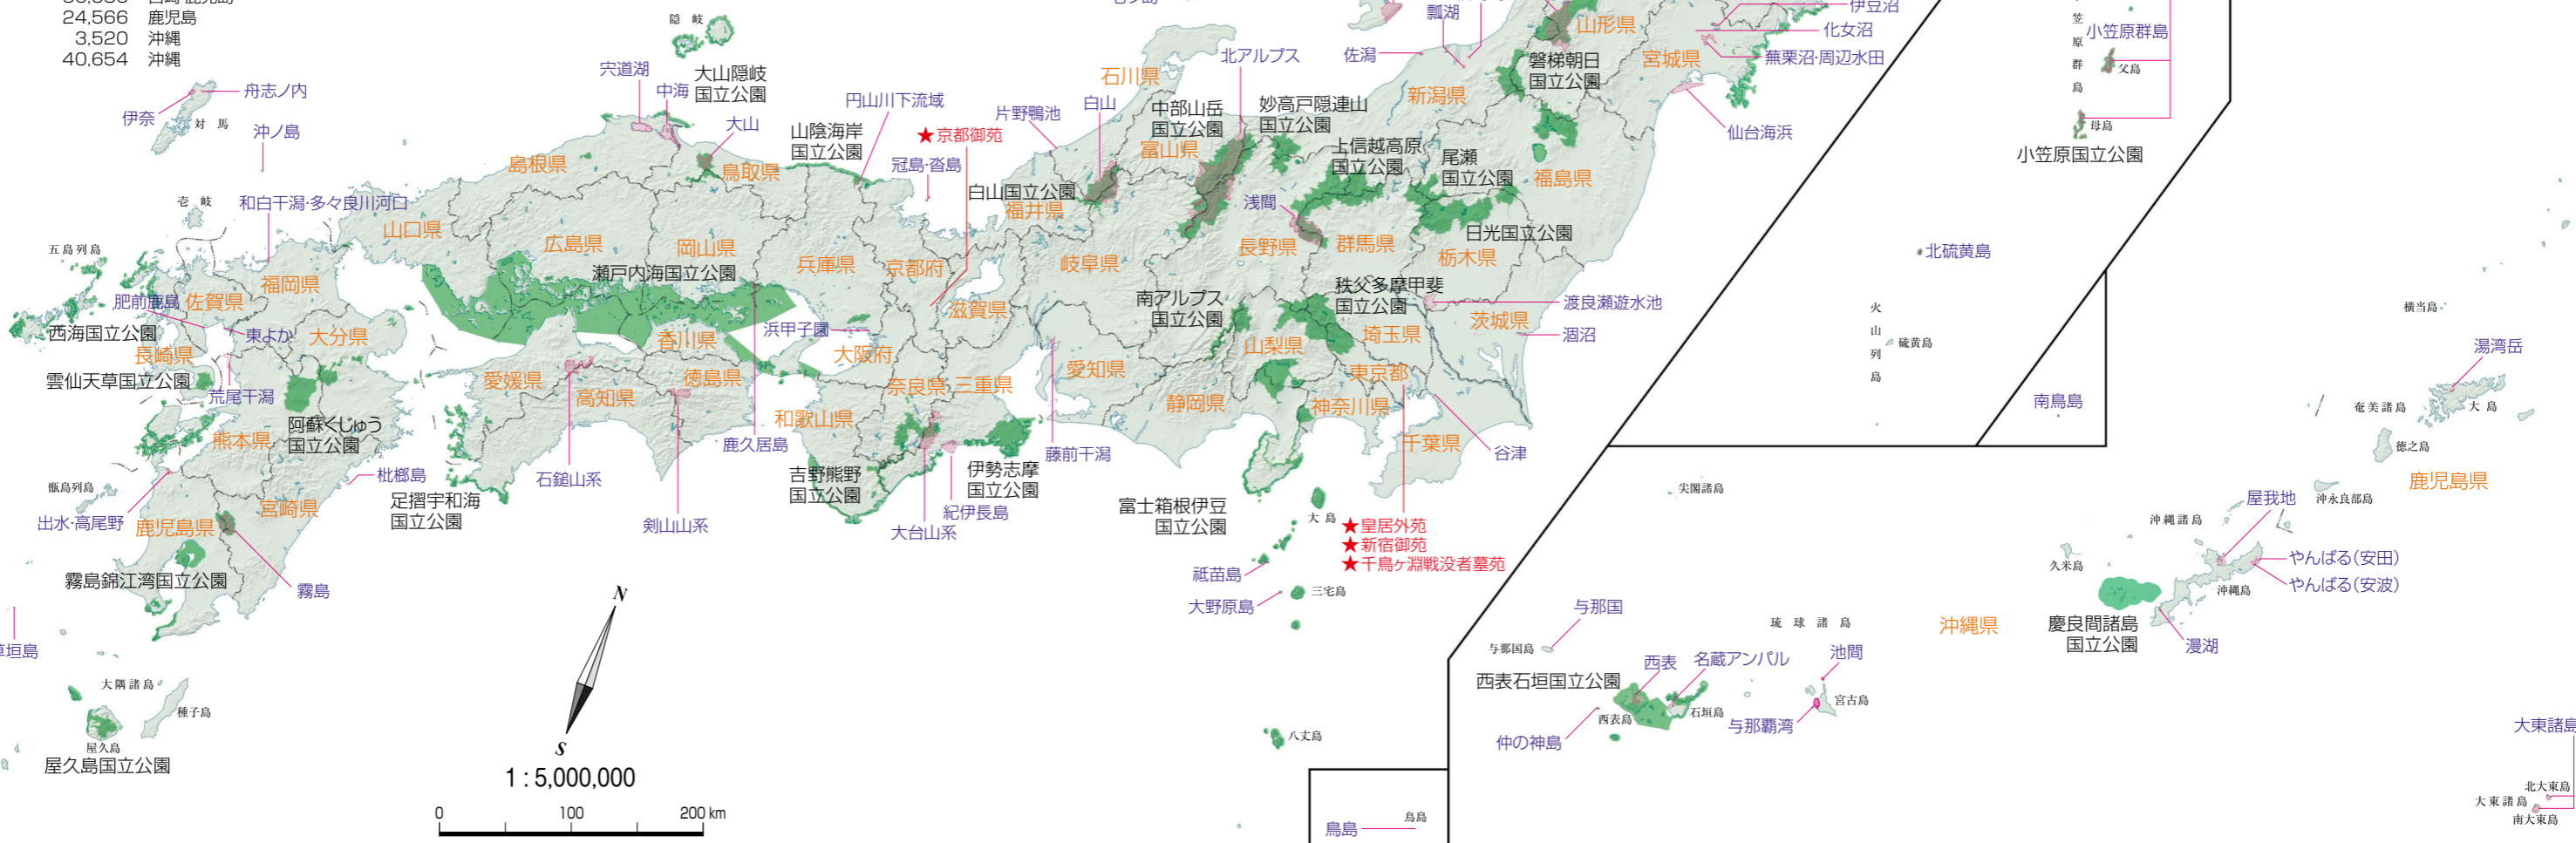 24,566 鹿児島
3,520 沖縄
40,654 沖縄
隠岐
瓢湖
伊豆沼
山形県
化女沼
佐潟
北アルプス
宮城県
蕪栗沼・周辺水田
磐梯朝日
国立公園
石川県
宍道湖
中海
大山隠岐
国立公園
新潟県
舟志ノ内
伊奈
対馬
沖ノ島
円山川下流域
片野鴨池
白山
中部山岳
国立公園
妙高戸隠連山
国立公園
仙台海浜
大山
山陰海岸
国立公園
★京都御苑
富山県
上信越高原
国立公園
尾瀬
国立公園
福島県
島根県
鳥取県
冠島・沓島
白山国立公園
福井県
浅間
壱岐
和白干潟・多々良川河口
山口県
広島県
岡山県
兵庫県
京都府
岐阜県
長野県
群馬県
日光国立公園
栃木県
五島列島
瀬戸内海国立公園
福岡県
肥前鹿島
佐賀県
西海国立公園
東よか
大分県
長崎県
雲仙天草国立公園
荒尾干潟
滋賀県
南アルプス
国立公園
秩父多摩甲斐
国立公園
渡良瀬遊水池
茨城県
涸沼
埼玉県
浜甲子園
大阪府
香川県
徳島県
愛媛県
高知県
奈良県
三重県
愛知県
山梨県
東京都
静岡県
神奈川県
千葉県
谷津
和歌山県
阿蘇くじゅう
国立公園
熊本県
枇榔島
甑島列島
出水・高尾野
宮崎県
鹿児島県
足摺宇和海
国立公園
石鎚山系
鹿久居島
剣山山系
吉野熊野
国立公園
大台山系
伊勢志摩
国立公園
紀伊長島
藤前干潟
富士箱根伊豆
国立公園
大島
★皇居外苑
★新宿御苑
★千鳥ヶ淵戦没者墓苑
祇苗島
大野原島
三宅島
八丈島
鳥島
鳥島
霧島錦江湾国立公園
霧島
大隅諸島
種子島
屋久島
屋久島国立公園
N
S
1 : 5,000,000
0 100 200 km
笠原群島
小笠原群島
父島
母島
小笠原国立公園
北硫黄島
火山列島
硫黄島
南鳥島
横当島
湯湾岳
奄美諸島
大島
徳之島
鹿児島県
沖永良部島
尖閣諸島
沖縄諸島
屋我地
やんばる（安田）
やんばる（安波）
久米島
沖縄島
慶良間諸島
国立公園
漫湖
沖縄県
与那国
与那国島
琉球諸島
西表石垣国立公園
西表
名蔵アンパル
池間
宮古島
石垣島
西表島
与那覇湾
仲の神島
大東諸島
北大東島
大東諸島
南大東島